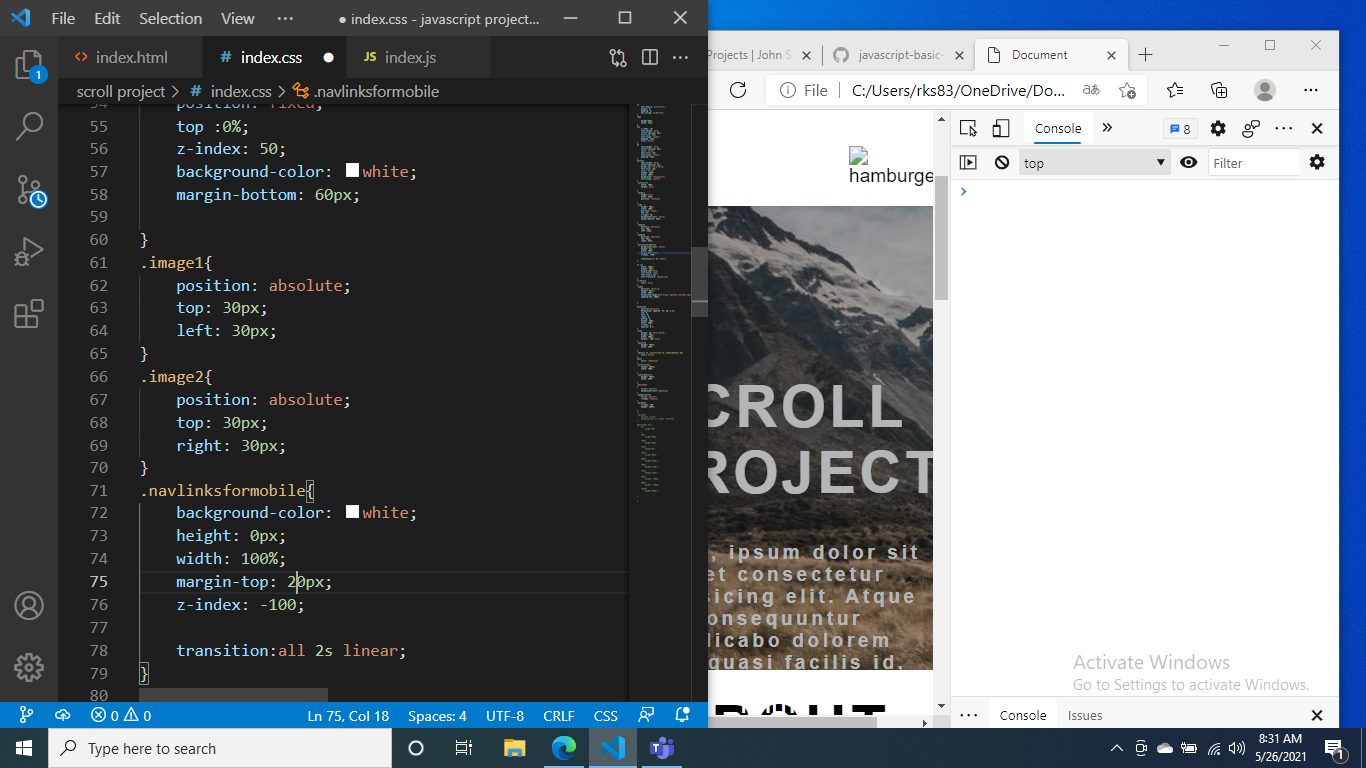 File Edit Selection View ··· ● index.css - javascript project...
index.html # index.css ● JS index.js
scroll project > # index.css > .navlinksformobile
54 position: fixed;
55 top :0%;
56 z-index: 50;
57 background-color: white;
58 margin-bottom: 60px;
59
60 }
61 .image1{
62 position: absolute;
63 top: 30px;
64 left: 30px;
65 }
66 .image2{
67 position: absolute;
68 top: 30px;
69 right: 30px;
70 }
71 .navlinksformobile{
72 background-color: white;
73 height: 0px;
74 width: 100%;
75 margin-top: 20px;
76 z-index: -100;
77
78 transition:all 2s linear;
79 }
80
1
0 0 Ln 75, Col 18 Spaces: 4 UTF-8 CRLF CSS
Projects | John S javascript-basic- Document
File C:/Users/rks83/OneDrive/Do...
hamburge
CROLL
ROJECT
, ipsum dolor sit
et consectetur
sicing elit. Atque
onsequuntur
licabo dolorem
quasi facilis id,
Console 8
top Filter
Activate Windows
Go to Settings to activate Windows.
Console Issues
Type here to search
8:31 AM
5/26/2021
1